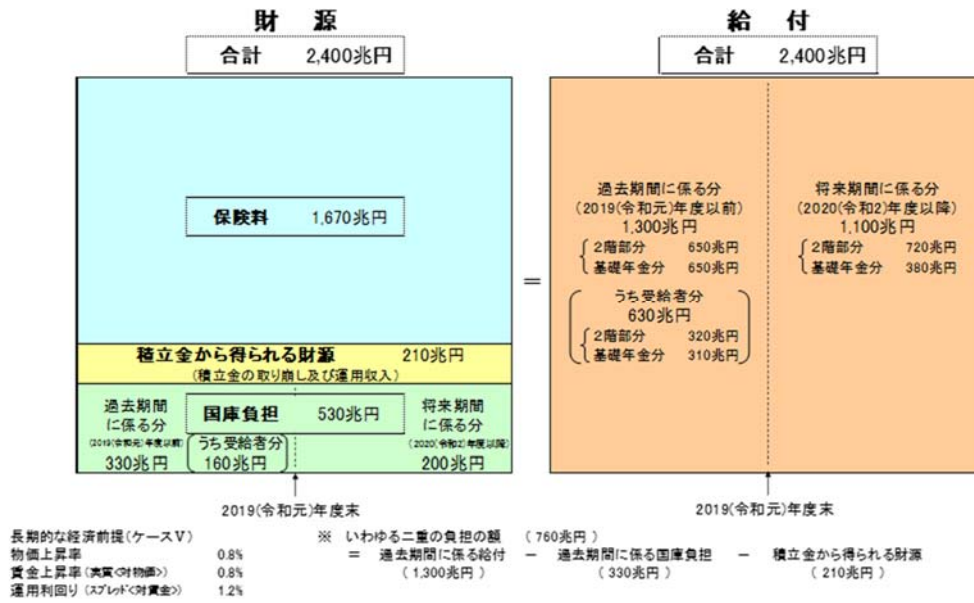 財 源
合計 2,400兆円
保険料 1,670兆円
積立金から得られる財源 210兆円
(積立金の取り崩し及び運用収入)
国庫負担 530兆円
過去期間
に係る分
(2019(令和元)年度以前)
330兆円
うち受給者分
160兆円
将来期間
に係る分
(2020(令和2)年度以降)
200兆円
2019(令和元)年度末
=
給 付
合計 2,400兆円
過去期間に係る分
(2019(令和元)年度以前)
1,300兆円
2階部分 650兆円
基礎年金分 650兆円
うち受給者分
630兆円
2階部分 320兆円
基礎年金分 310兆円
将来期間に係る分
(2020(令和2)年度以降)
1,100兆円
2階部分 720兆円
基礎年金分 380兆円
2019(令和元)年度末
長期的な経済前提(ケースⅤ)
物価上昇率 0.8%
賃金上昇率(実質<対物価>) 0.8%
運用利回り(スプレッド<対賃金>) 1.2%
※ いわゆる二重の負担の額 (760兆円)
= 過去期間に係る給付 − 過去期間に係る国庫負担 − 積立金から得られる財源
(1,300兆円) (330兆円) (210兆円)